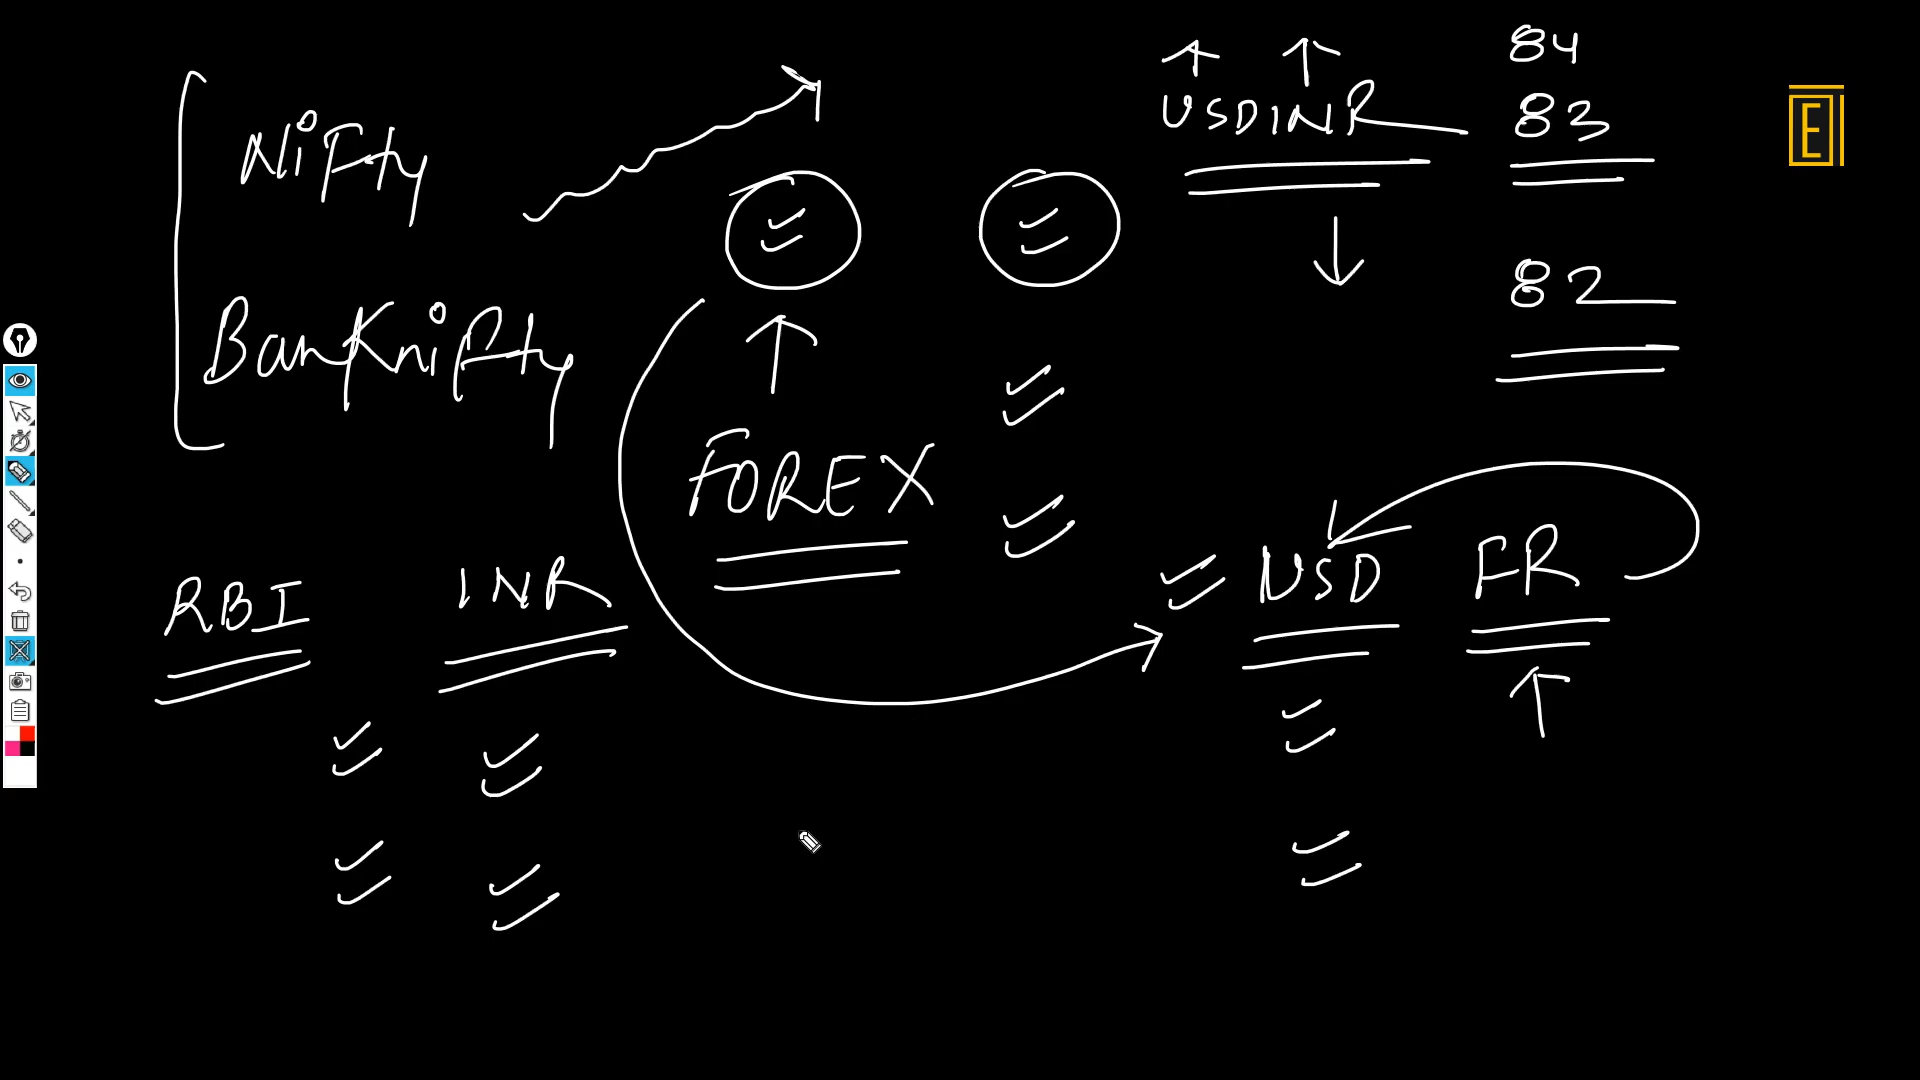 84
USDINR 83
NiFty
82
BankniFty
FOREX
USD FR
RBI INR
E